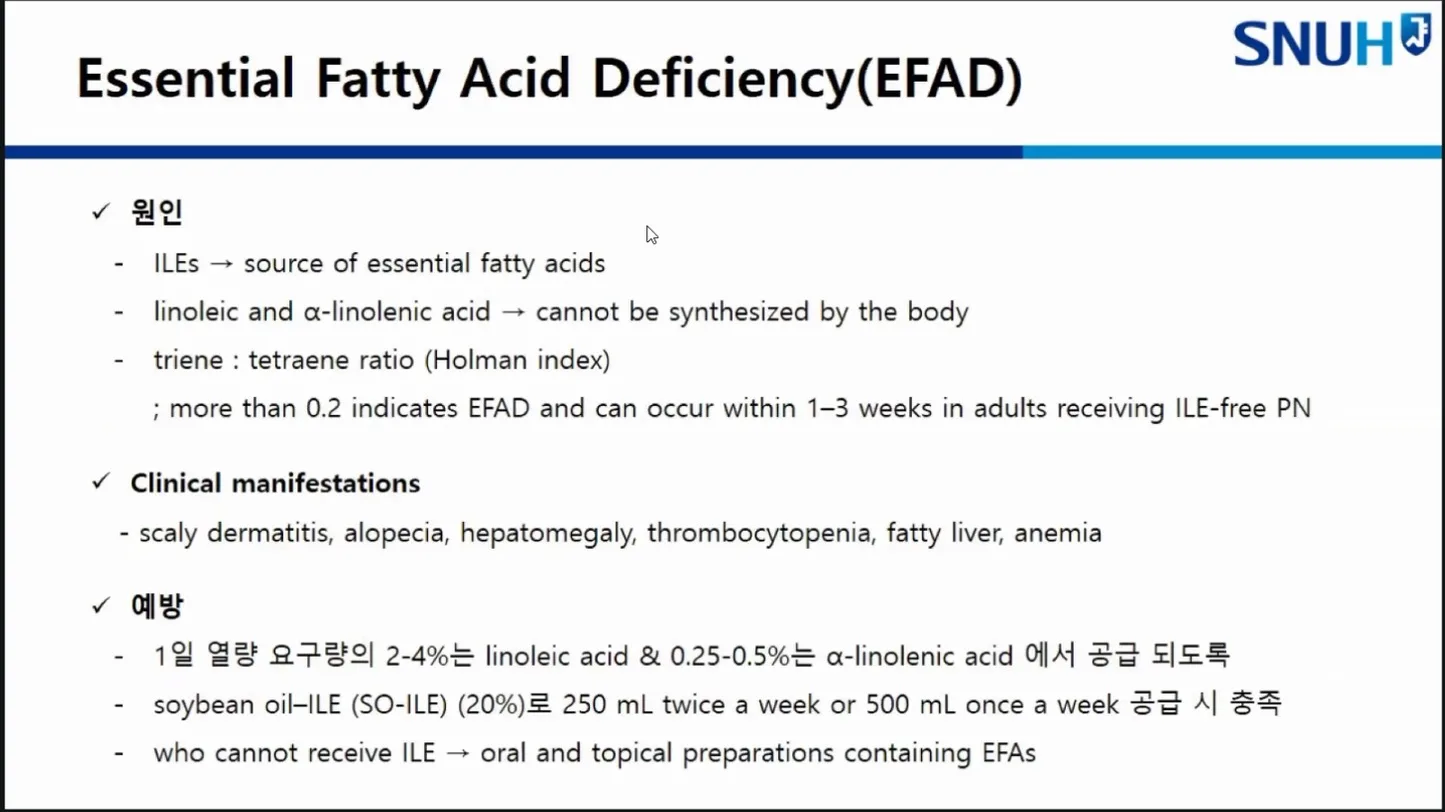 SNUH
Essential Fatty Acid Deficiency(EFAD)
✓ 원인
- ILEs → source of essential fatty acids
- linoleic and α-linolenic acid → cannot be synthesized by the body
- triene : tetraene ratio (Holman index)
; more than 0.2 indicates EFAD and can occur within 1–3 weeks in adults receiving ILE-free PN
✓ Clinical manifestations
- scaly dermatitis, alopecia, hepatomegaly, thrombocytopenia, fatty liver, anemia
✓ 예방
- 1일 열량 요구량의 2-4%는 linoleic acid & 0.25-0.5%는 α-linolenic acid 에서 공급 되도록
- soybean oil–ILE (SO-ILE) (20%)로 250 mL twice a week or 500 mL once a week 공급 시 충족
- who cannot receive ILE → oral and topical preparations containing EFAs